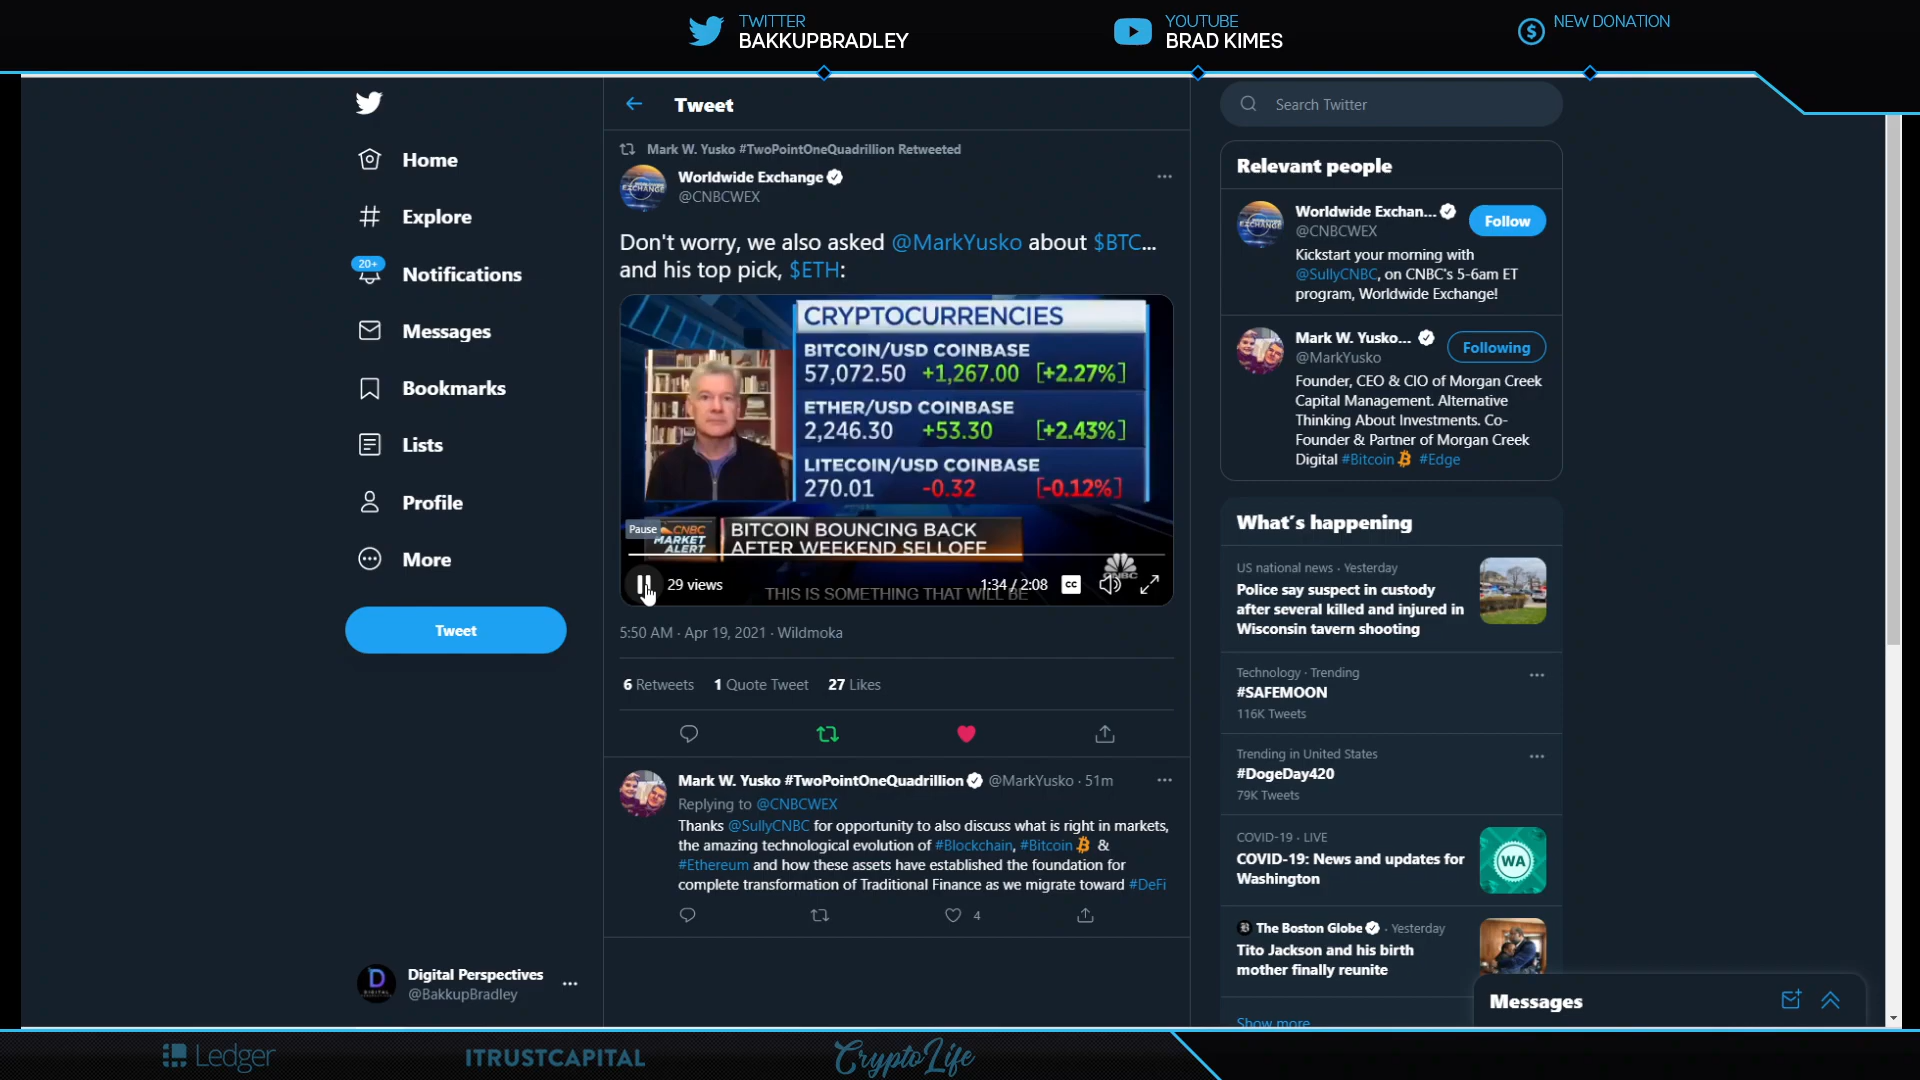 TWITTER
BAKKUPBRADLEY
YOUTUBE
BRAD KIMES
NEW DONATION
Home
Explore
20+
Notifications
Messages
Bookmarks
Lists
Profile
More
Tweet
Digital Perspectives
@BakkupBradley
Tweet
Mark W. Yusko #TwoPointOneQuadrillion Retweeted
Worldwide Exchange
@CNBCWEX
Don't worry, we also asked @MarkYusko about $BTC...
and his top pick, $ETH:
CRYPTOCURRENCIES
BITCOIN/USD COINBASE
57,072.50 +1,267.00 [+2.27%]
ETHER/USD COINBASE
2,246.30 +53.30 [+2.43%]
LITECOIN/USD COINBASE
270.01 -0.32 [-0.12%]
Pause
CNBC
MARKET
ALERT
BITCOIN BOUNCING BACK
AFTER WEEKEND SELLOFF
29 views
THIS IS SOMETHING THAT WILL BE
1:34 / 2:08
CC
CNBC
5:50 AM · Apr 19, 2021 · Wildmoka
6 Retweets 1 Quote Tweet 27 Likes
Mark W. Yusko #TwoPointOneQuadrillion @MarkYusko · 51m
Replying to @CNBCWEX
Thanks @SullyCNBC for opportunity to also discuss what is right in markets,
the amazing technological evolution of #Blockchain, #Bitcoin &
#Ethereum and how these assets have established the foundation for
complete transformation of Traditional Finance as we migrate toward #DeFi
4
Search Twitter
Relevant people
Worldwide Exchan...
@CNBCWEX
Follow
Kickstart your morning with
@SullyCNBC, on CNBC's 5-6am ET
program, Worldwide Exchange!
Mark W. Yusko...
@MarkYusko
Following
Founder, CEO & CIO of Morgan Creek
Capital Management. Alternative
Thinking About Investments. Co-
Founder & Partner of Morgan Creek
Digital #Bitcoin #Edge
What's happening
US national news · Yesterday
Police say suspect in custody
after several killed and injured in
Wisconsin tavern shooting
Technology · Trending
#SAFEMOON
116K Tweets
Trending in United States
#DogeDay420
79K Tweets
COVID-19 · LIVE
COVID-19: News and updates for
Washington
WA
The Boston Globe · Yesterday
Tito Jackson and his birth
mother finally reunite
Show more
Messages
Ledger
ITRUSTCAPITAL
CryptoLife